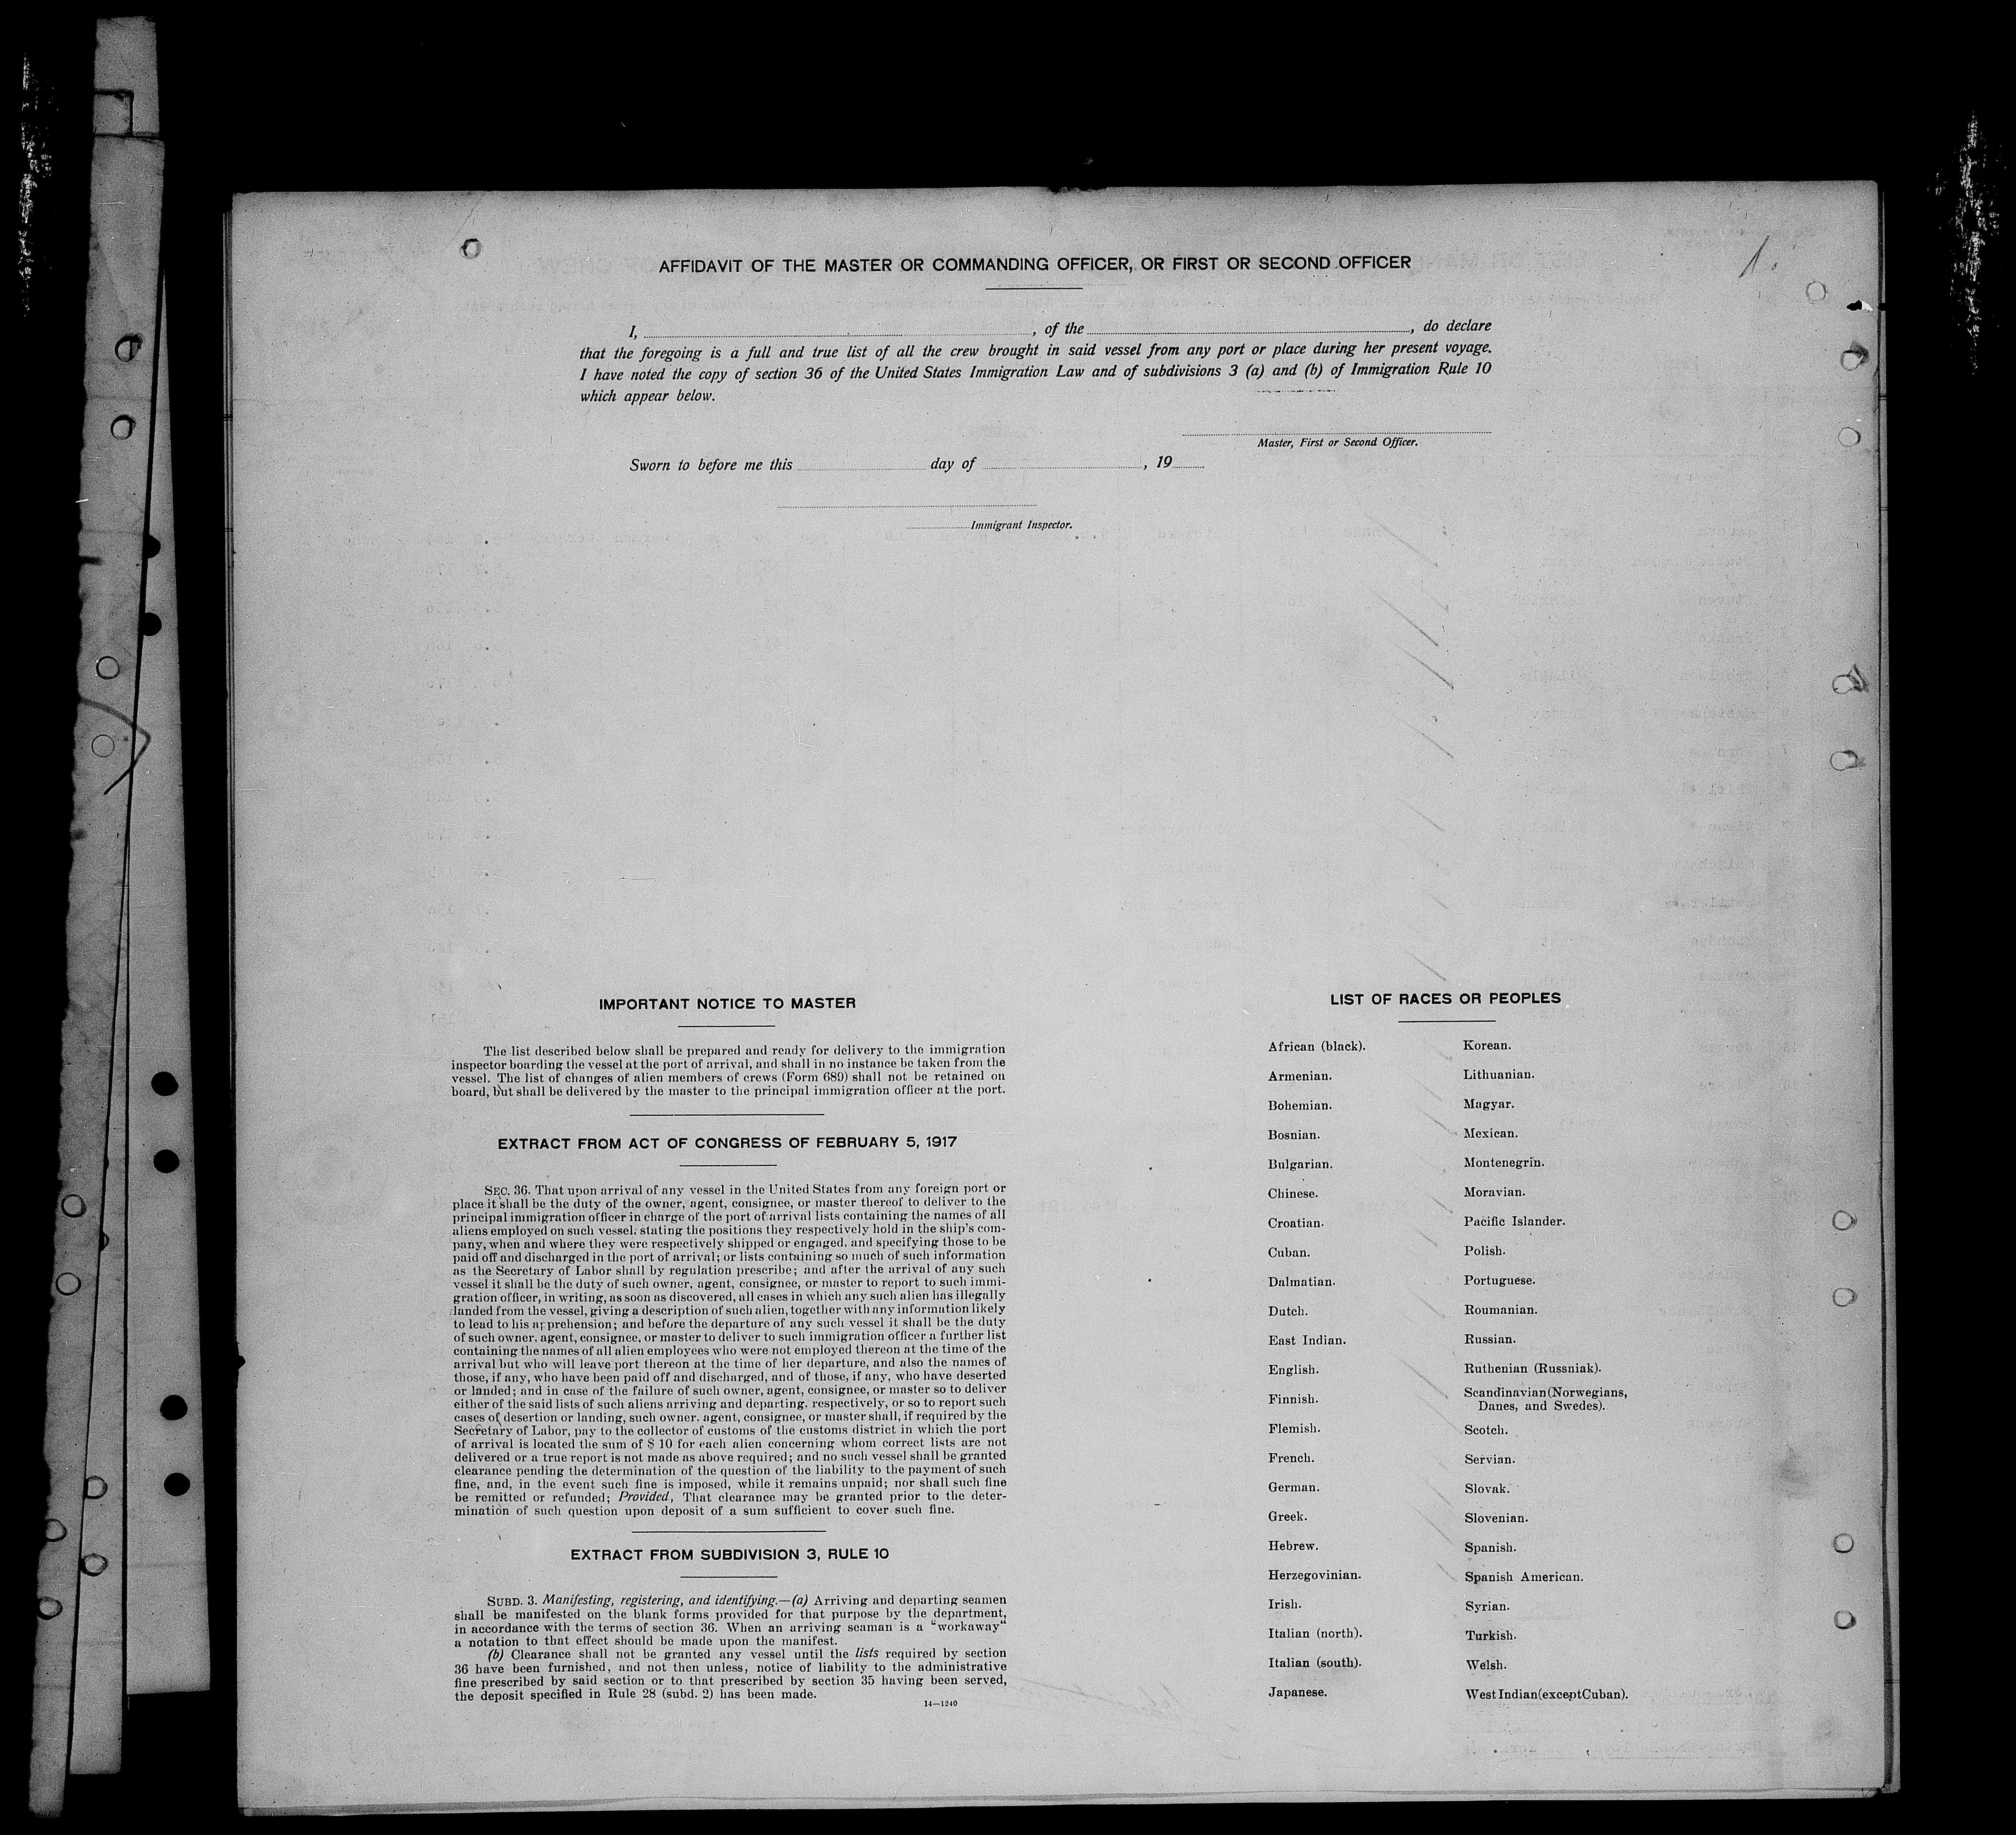 AFFIDAVIT OF THE MASTER OR COMMANDING OFFICER, OR FIRST OR SECOND OFFICER
I, , of the , do declare
that the foregoing is a full and true list of all the crew brought in said vessel from any port or place during her present voyage.
I have noted the copy of section 36 of the United States Immigration Law and of subdivisions 3 (a) and (b) of Immigration Rule 10
which appear below.
Master, First or Second Officer.
Sworn to before me this day of , 19
Immigrant Inspector.
IMPORTANT NOTICE TO MASTER
The list described below shall be prepared and ready for delivery to the immigration
inspector boarding the vessel at the port of arrival, and shall in no instance be taken from the
vessel. The list of changes of alien members of crews (Form 689) shall not be retained on
board, but shall be delivered by the master to the principal immigration officer at the port.
EXTRACT FROM ACT OF CONGRESS OF FEBRUARY 5, 1917
SEC. 36. That upon arrival of any vessel in the United States from any foreign port or
place it shall be the duty of the owner, agent, consignee, or master thereof to deliver to the
principal immigration officer in charge of the port of arrival lists containing the names of all
aliens employed on such vessel, stating the positions they respectively hold in the ship's com-
pany, when and where they were respectively shipped or engaged, and specifying those to be
paid off and discharged in the port of arrival; or lists containing so much of such information
as the Secretary of Labor shall by regulation prescribe; and after the arrival of any such
vessel it shall be the duty of such owner, agent, consignee, or master to report to such immi-
gration officer, in writing, as soon as discovered, all cases in which any such alien has illegally
landed from the vessel, giving a description of such alien, together with any information likely
to lead to his apprehension; and before the departure of any such vessel it shall be the duty
of such owner, agent, consignee, or master to deliver to such immigration officer a further list
containing the names of all alien employees who were not employed thereon at the time of the
arrival but who will leave port thereon at the time of her departure, and also the names of
those, if any, who have been paid off and discharged, and of those, if any, who have deserted
or landed; and in case of the failure of such owner, agent, consignee, or master so to deliver
either of the said lists of such aliens arriving and departing, respectively, or so to report such
cases of desertion or landing, such owner, agent, consignee, or master shall, if required by the
Secretary of Labor, pay to the collector of customs of the customs district in which the port
of arrival is located the sum of $ 10 for each alien concerning whom correct lists are not
delivered or a true report is not made as above required; and no such vessel shall be granted
clearance pending the determination of the question of the liability to the payment of such
fine, and, in the event such fine is imposed, while it remains unpaid; nor shall such fine
be remitted or refunded; Provided, That clearance may be granted prior to the deter-
mination of such question upon deposit of a sum sufficient to cover such fine.
EXTRACT FROM SUBDIVISION 3, RULE 10
SUBD. 3. Manifesting, registering, and identifying.—(a) Arriving and departing seamen
shall be manifested on the blank forms provided for that purpose by the department,
in accordance with the terms of section 36. When an arriving seaman is a "workaway"
a notation to that effect should be made upon the manifest.
(b) Clearance shall not be granted any vessel until the lists required by section
36 have been furnished, and not then unless, notice of liability to the administrative
fine prescribed by said section or to that prescribed by section 35 having been served,
the deposit specified in Rule 28 (subd. 2) has been made.
14—1240
LIST OF RACES OR PEOPLES
African (black).
Armenian.
Bohemian.
Bosnian.
Bulgarian.
Chinese.
Croatian.
Cuban.
Dalmatian.
Dutch.
East Indian.
English.
Finnish.
Flemish.
French.
German.
Greek.
Hebrew.
Herzegovinian.
Irish.
Italian (north).
Italian (south).
Japanese.
Korean.
Lithuanian.
Magyar.
Mexican.
Montenegrin.
Moravian.
Pacific Islander.
Polish.
Portuguese.
Roumanian.
Russian.
Ruthenian (Russniak).
Scandinavian (Norwegians,
Danes, and Swedes).
Scotch.
Servian.
Slovak.
Slovenian.
Spanish.
Spanish American.
Syrian.
Turkish.
Welsh.
West Indian (except Cuban).